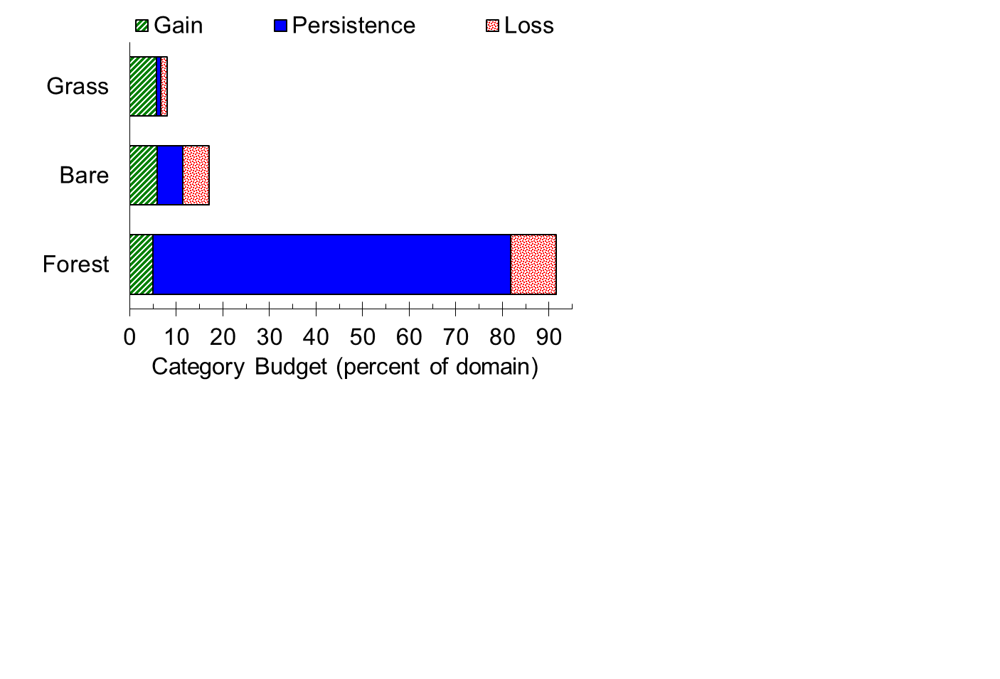 Gain Persistence Loss
Grass
Bare
Forest
0 10 20 30 40 50 60 70 80 90
Category Budget (percent of domain)